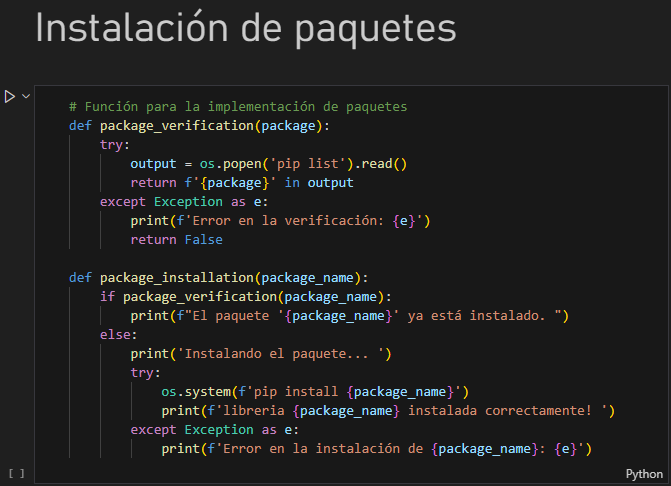 Instalación de paquetes
# Función para la implementación de paquetes
def package_verification(package):
    try:
        output = os.popen('pip list').read()
        return f'{package}' in output
    except Exception as e:
        print(f'Error en la verificación: {e}')
        return False
def package_installation(package_name):
    if package_verification(package_name):
        print(f"El paquete '{package_name}' ya está instalado. ")
    else:
        print('Instalando el paquete... ')
        try:
            os.system(f'pip install {package_name}')
            print(f'libreria {package_name} instalada correctamente! ')
        except Exception as e:
            print(f'Error en la instalación de {package_name}: {e}')
[ ]
Python